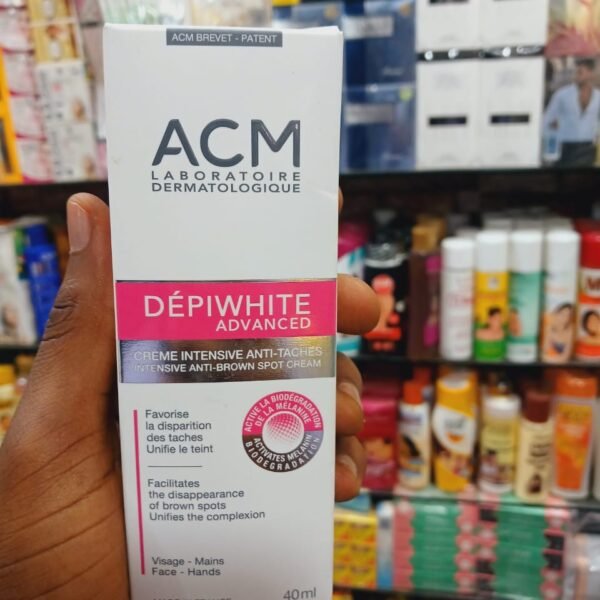 ACM BREVET - PATENT
ACM
LABORATOIRE
DERMATOLOGIQUE
DÉPIWHITE
ADVANCED
CRÈME INTENSIVE ANTI-TACHES
INTENSIVE ANTI-BROWN SPOT CREAM
Favorise
la disparition
des taches
Unifie le teint
ACTIVE LA BIODÉGRADATION
DE LA MÉLANINE
ACTIVATES MELANIN
BIODEGRADATION
Facilitates
the disappearance
of brown spots
Unifies the complexion
Visage - Mains
Face - Hands
40ml